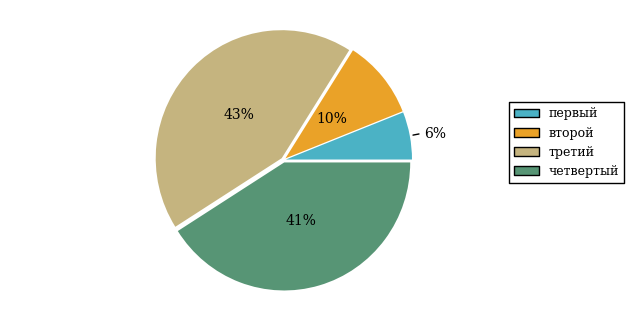 43%
10%
6%
41%
первый
второй
третий
четвертый